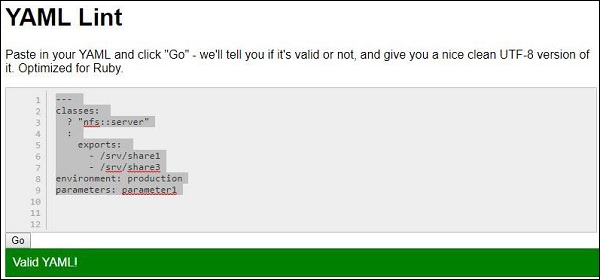 YAML Lint
Paste in your YAML and click "Go" - we'll tell you if it's valid or not, and give you a nice clean UTF-8 version of
it. Optimized for Ruby.
1 ---
2 classes:
3 ? "nfs::server"
4 :
5 exports:
6 - /srv/share1
7 - /srv/share3
8 environment: production
9 parameters: parameter1
10
11
12
Go
Valid YAML!